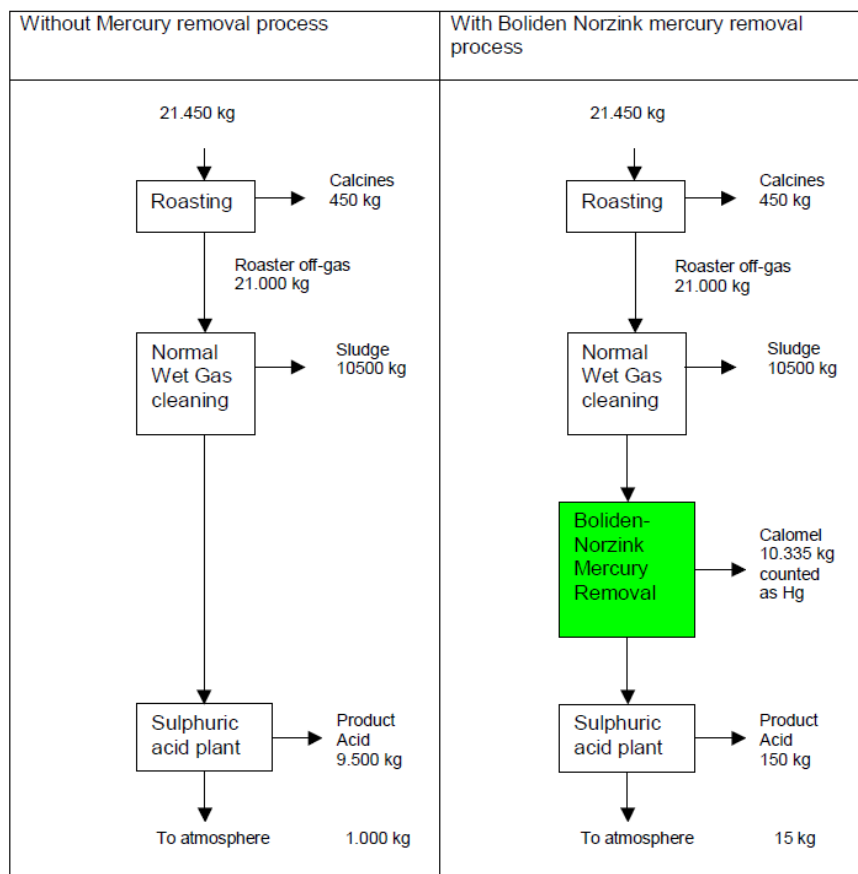 Without Mercury removal process
21.450 kg
Roasting
Calcines
450 kg
Roaster off-gas
21.000 kg
Normal
Wet Gas
cleaning
Sludge
10500 kg
Sulphuric
acid plant
Product
Acid
9.500 kg
To atmosphere 1.000 kg
With Boliden Norzink mercury removal
process
21.450 kg
Roasting
Calcines
450 kg
Roaster off-gas
21.000 kg
Normal
Wet Gas
cleaning
Sludge
10500 kg
Boliden-
Norzink
Mercury
Removal
Calomel
10.335 kg
counted
as Hg
Sulphuric
acid plant
Product
Acid
150 kg
To atmosphere 15 kg